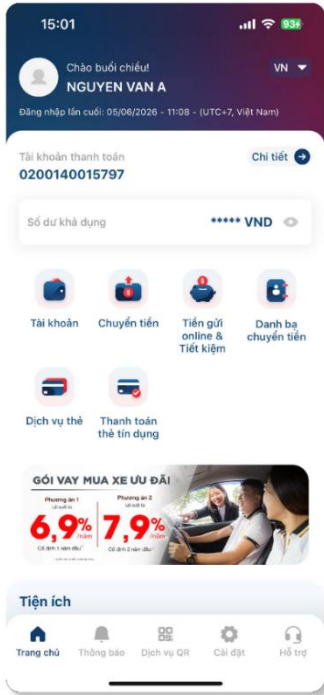 15:01
93
Chào buổi chiều!
VN
NGUYEN VAN A
Đăng nhập lần cuối: 05/06/2026 - 11:08 - (UTC+7, Việt Nam)
Tài khoản thanh toán
Chi tiết
0200140015797
Số dư khả dụng
***** VND
Tài khoản
Chuyển tiền
Tiền gửi
online &
Tiết kiệm
Danh bạ
chuyển tiền
Dịch vụ thẻ
Thanh toán
thẻ tín dụng
GÓI VAY MUA XE ƯU ĐÃI
Phương án 1
Phương án 2
6,9%
/năm
7,9%
/năm
Cố định 1 năm đầu
Cố định 2 năm đầu
Tiện ích
Trang chủ
Thông báo
Dịch vụ QR
Cài đặt
Hỗ trợ